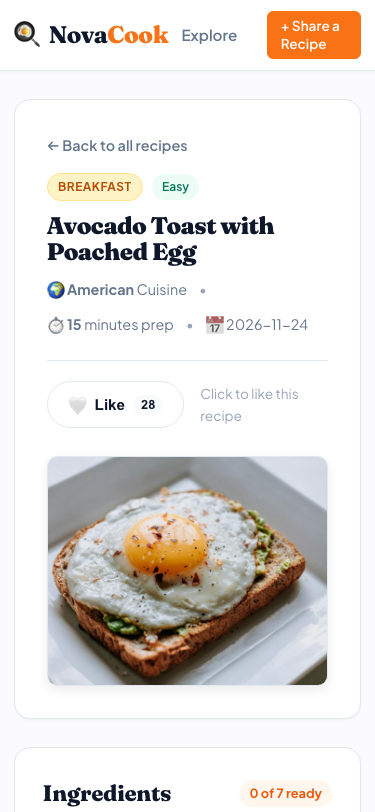 NovaCook
Explore
+ Share a
Recipe
← Back to all recipes
BREAKFAST
Easy
Avocado Toast with
Poached Egg
American Cuisine •
15 minutes prep • 2026-11-24
Like 28
Click to like this
recipe
Ingredients
0 of 7 ready